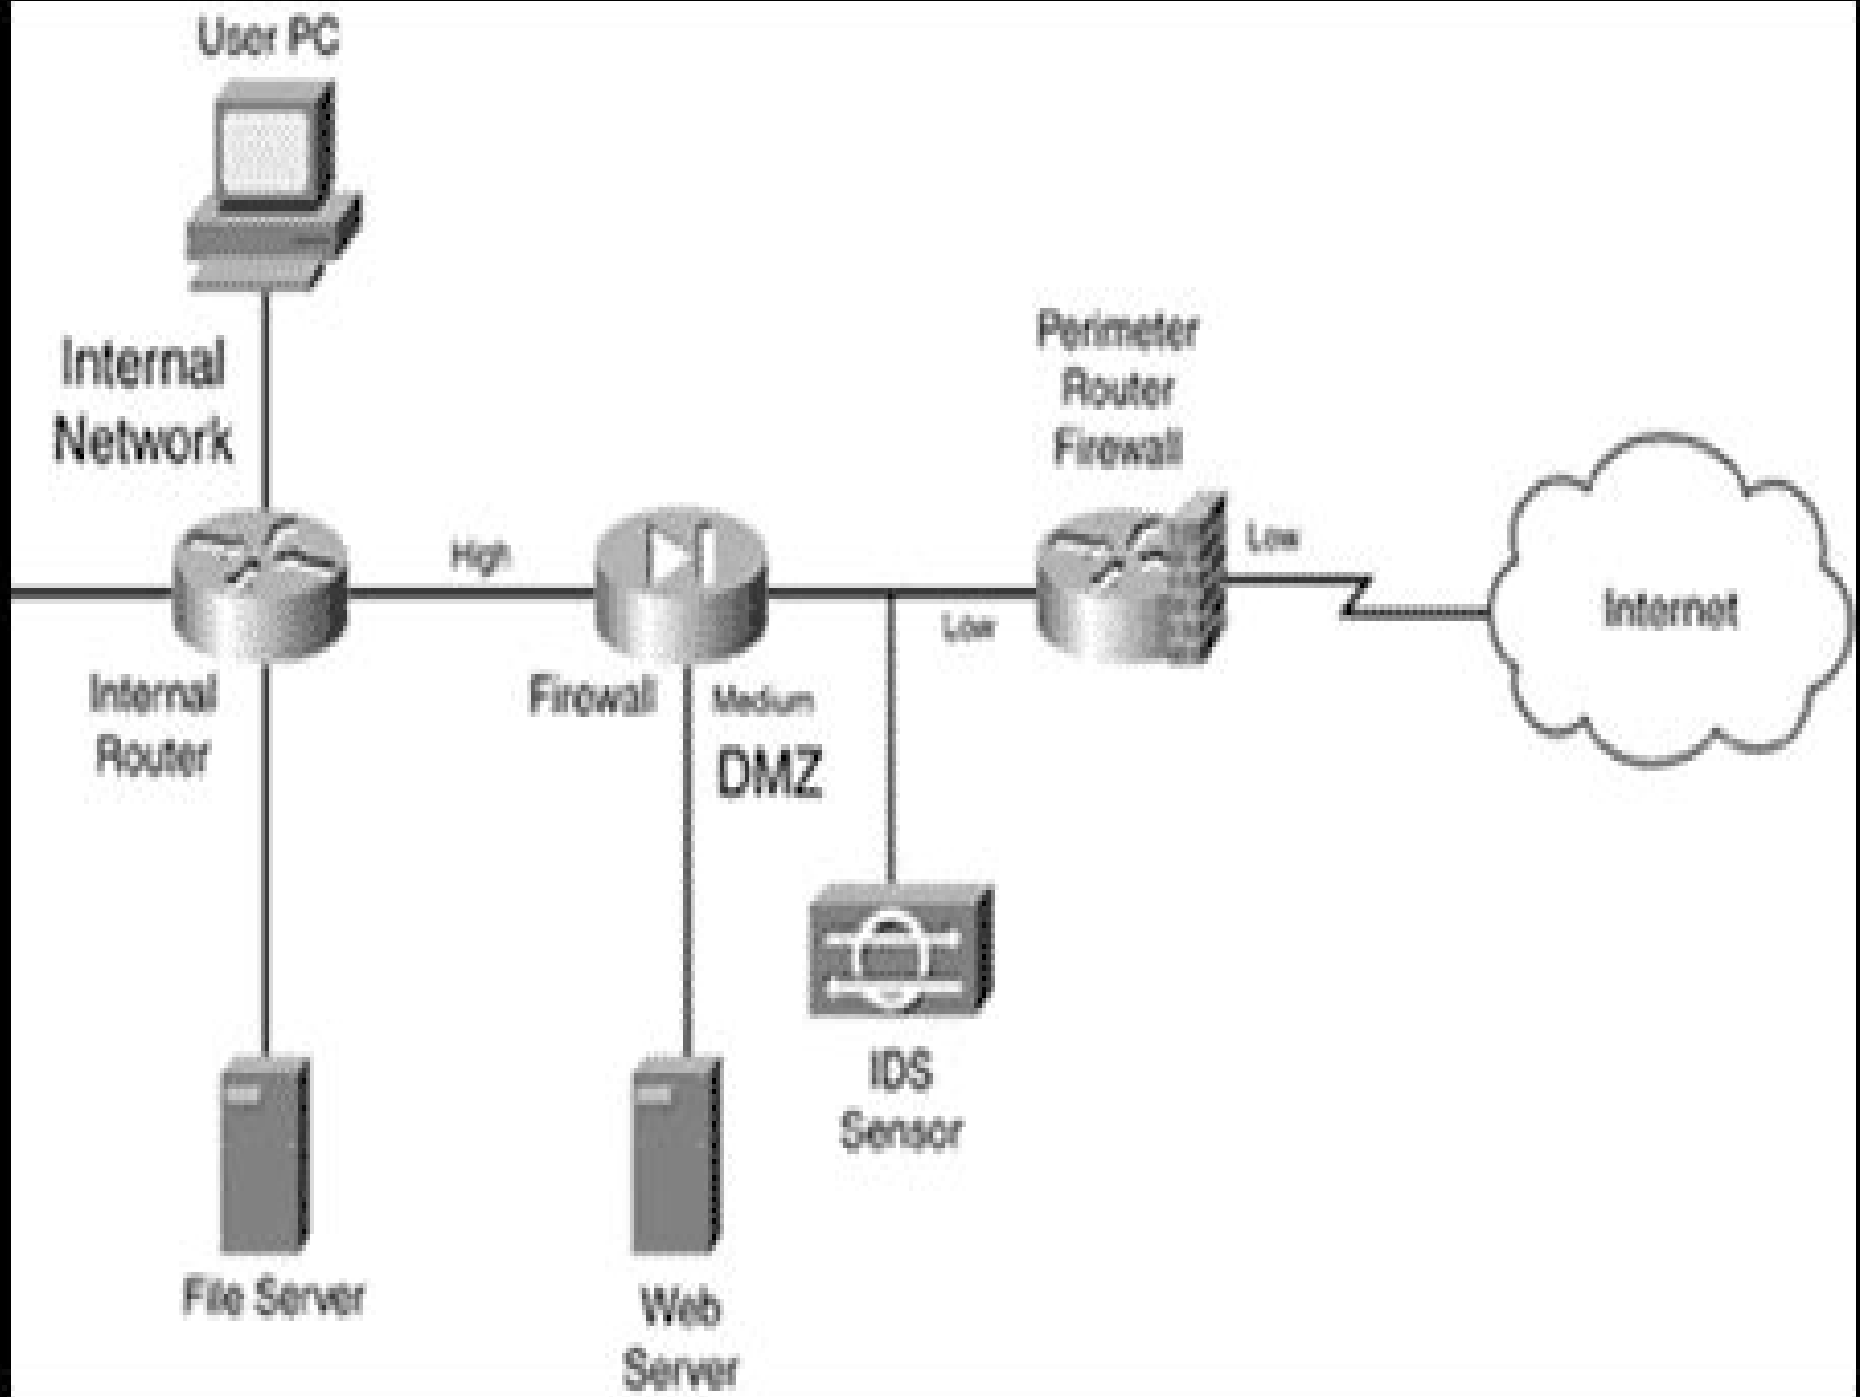 User PC
Internal
Network
Perimeter
Router
Firewall
High
Low
Low
Internet
Internal
Router
Firewall
Medium
DMZ
IDS
Sensor
File Server
Web
Server